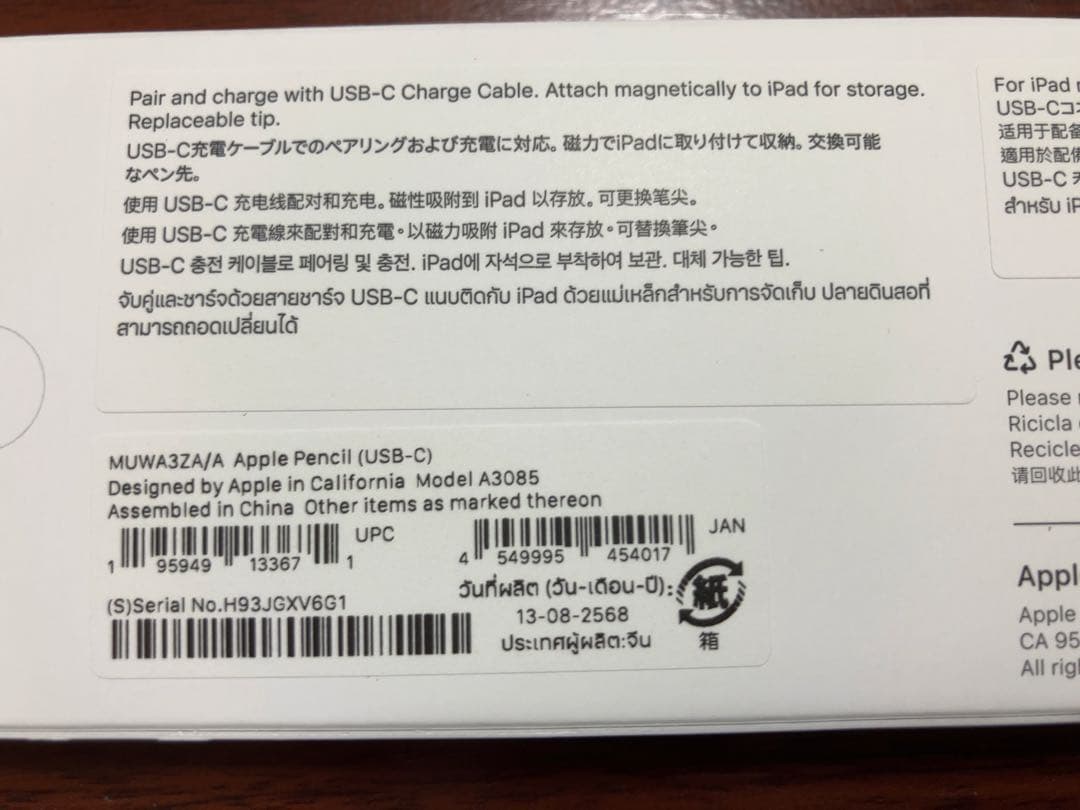 Pair and charge with USB-C Charge Cable. Attach magnetically to iPad for storage.
Replaceable tip.
USB-C充電ケーブルでのペアリングおよび充電に対応。磁力でiPadに取り付けて収納。交換可能
なペン先。
使用 USB-C 充电线配对和充电。磁性吸附到 iPad 以存放。可更换笔尖。
使用 USB-C 充電線來配對和充電。以磁力吸附 iPad 來存放。可替換筆尖。
USB-C 충전 케이블로 페어링 및 충전. iPad에 자석으로 부착하여 보관. 대체 가능한 팁.
จับคู่และชาร์จด้วยสายชาร์จ USB-C แนบติดกับ iPad ด้วยแม่เหล็กสำหรับการจัดเก็บ ปลายดินสอที่
สามารถถอดเปลี่ยนได้
For iPad
USB-Cコ
适用于配备
適用於配備
USB-C
สำหรับ iP
MUWA3ZA/A Apple Pencil (USB-C)
Designed by Apple in California Model A3085
Assembled in China Other items as marked thereon
UPC
1 95949 13367 1
JAN
4 549995 454017
(S)Serial No.H93JGXV6G1
วันที่ผลิต (วัน-เดือน-ปี):
13-08-2568
ประเทศผู้ผลิต:จีน
紙
箱
Ple
Please
Ricicla
Recicle
请回收此
Appl
Apple
CA 95
All rig